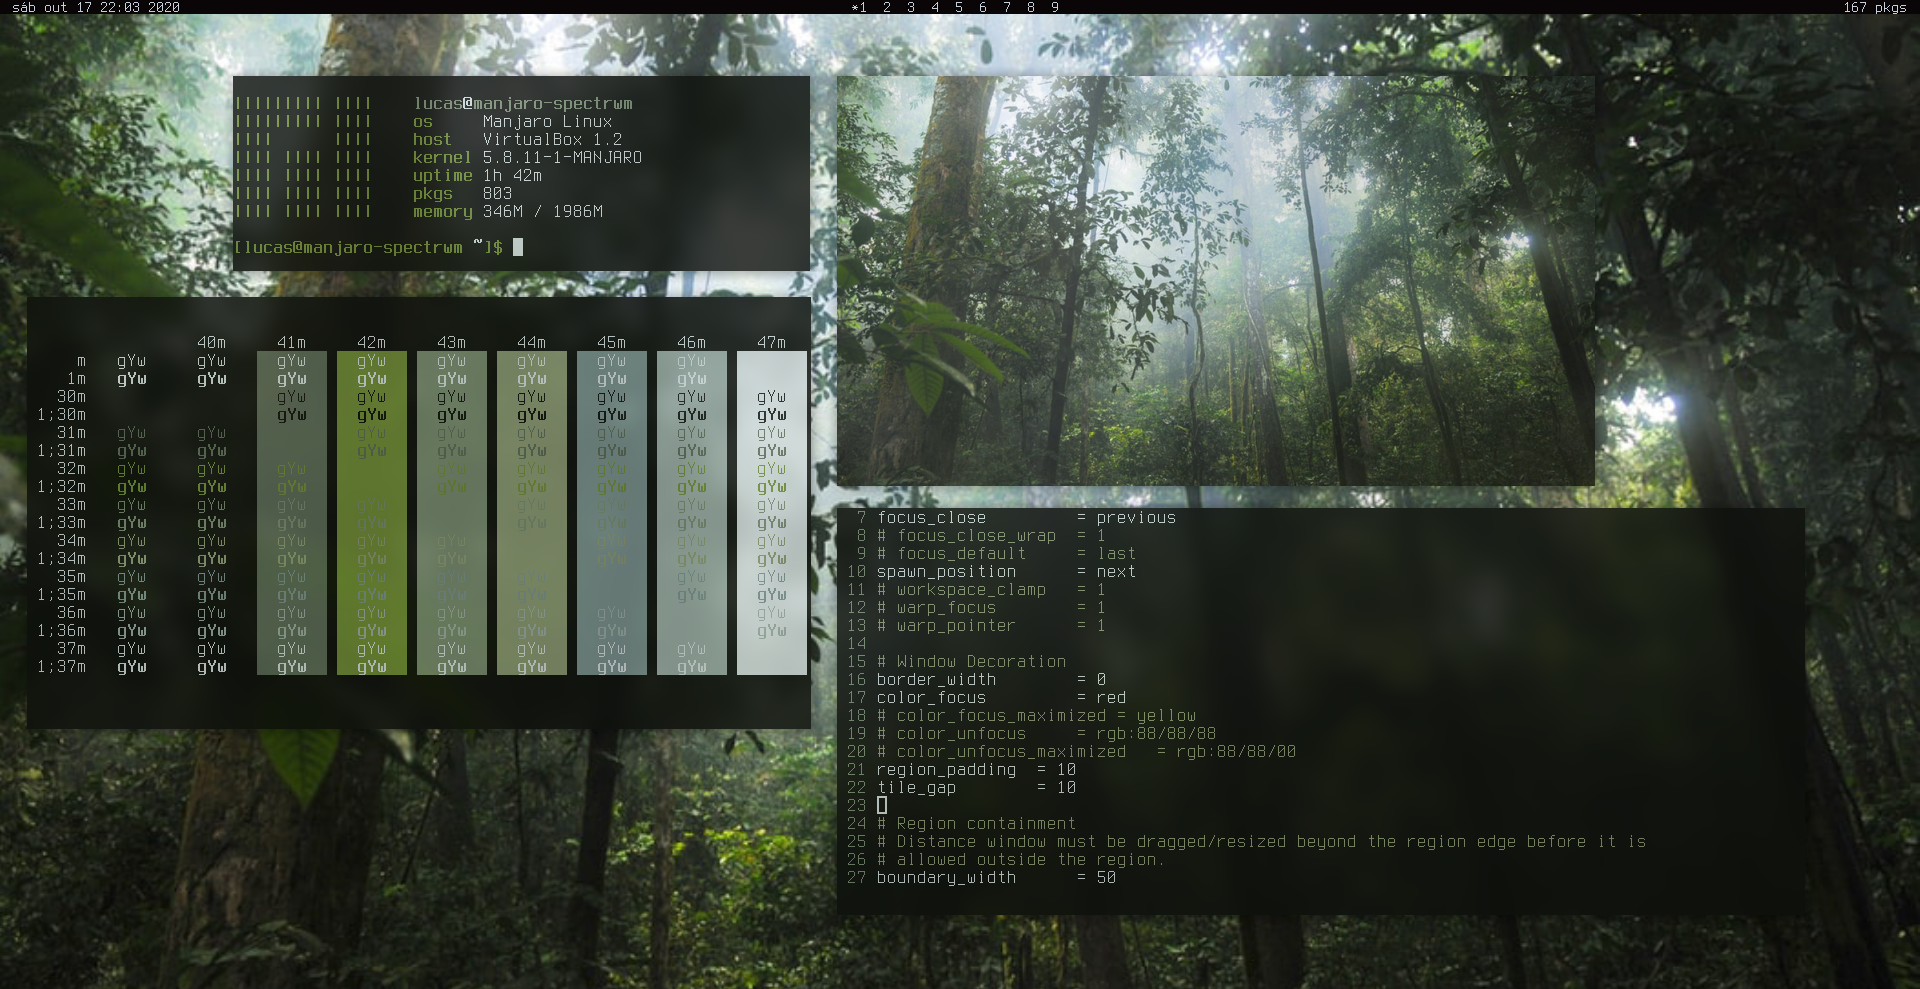 sáb out 17 22:03 2020
*1 2 3 4 5 6 7 8 9
167 pkgs
lucas@manjaro-spectrwm
os Manjaro Linux
host VirtualBox 1.2
kernel 5.8.11-1-MANJARO
uptime 1h 42m
pkgs 803
memory 346M / 1986M
[lucas@manjaro-spectrwm ~]$
40m 41m 42m 43m 44m 45m 46m 47m
m gYw gYw gYw gYw gYw gYw gYw gYw
1m gYw gYw gYw gYw gYw gYw gYw gYw
30m gYw gYw gYw gYw gYw gYw gYw
1;30m gYw gYw gYw gYw gYw gYw gYw
31m gYw gYw gYw gYw gYw gYw gYw gYw
1;31m gYw gYw gYw gYw gYw gYw gYw gYw
32m gYw gYw gYw gYw gYw gYw gYw gYw
1;32m gYw gYw gYw gYw gYw gYw gYw gYw
33m gYw gYw gYw gYw gYw gYw gYw
1;33m gYw gYw gYw gYw gYw gYw gYw
34m gYw gYw gYw gYw gYw gYw gYw
1;34m gYw gYw gYw gYw gYw gYw gYw
35m gYw gYw gYw gYw gYw gYw gYw
1;35m gYw gYw gYw gYw gYw gYw gYw
36m gYw gYw gYw gYw gYw gYw gYw
1;36m gYw gYw gYw gYw gYw gYw gYw
37m gYw gYw gYw gYw gYw gYw gYw gYw
1;37m gYw gYw gYw gYw gYw gYw gYw gYw
7 focus_close = previous
8 # focus_close_wrap = 1
9 # focus_default = last
10 spawn_position = next
11 # workspace_clamp = 1
12 # warp_focus = 1
13 # warp_pointer = 1
14
15 # Window Decoration
16 border_width = 0
17 color_focus = red
18 # color_focus_maximized = yellow
19 # color_unfocus = rgb:88/88/88
20 # color_unfocus_maximized = rgb:88/88/00
21 region_padding = 10
22 tile_gap = 10
23
24 # Region containment
25 # Distance window must be dragged/resized beyond the region edge before it is
26 # allowed outside the region.
27 boundary_width = 50